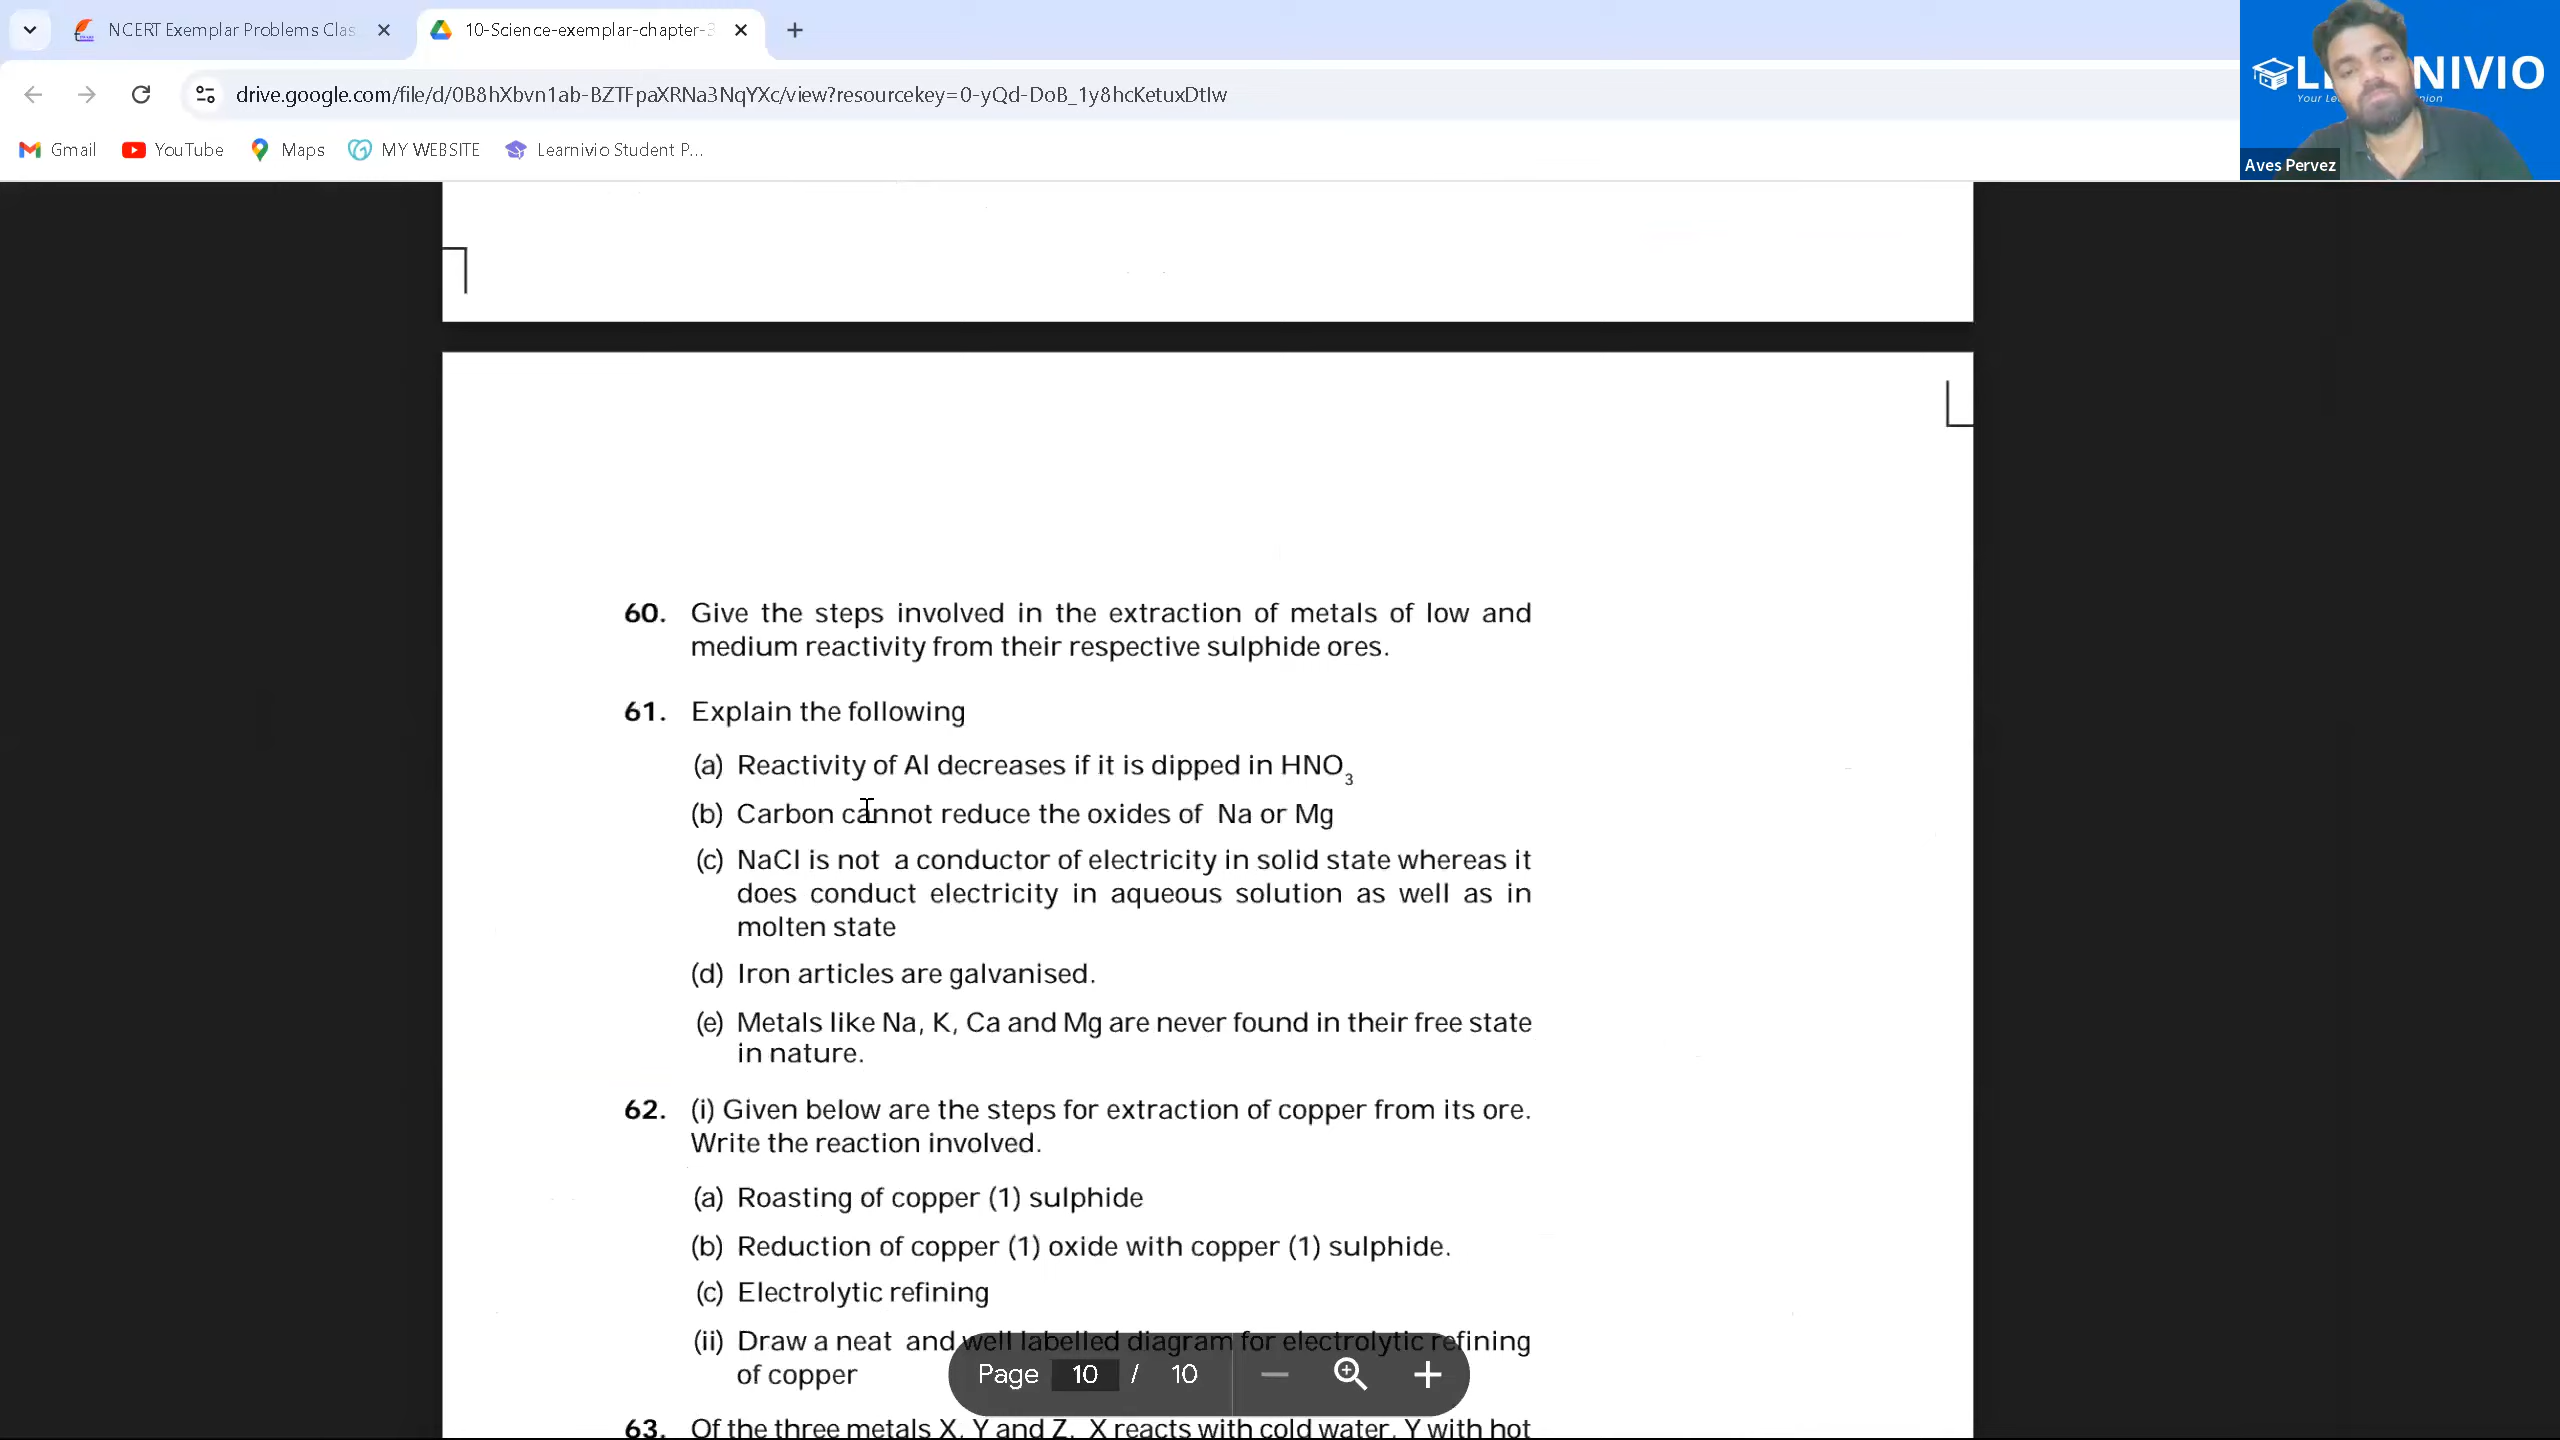 NCERT Exemplar Problems Clas
10-Science-exemplar-chapter-3
drive.google.com/file/d/0B8hXbvn1ab-BZTFpaXRNa3NqYXc/view?resourcekey=0-yQd-DoB_1y8hcKetuxDtIw
Gmail YouTube Maps MY WEBSITE Learnivio Student P...
NIVIO
Aves Pervez
60. Give the steps involved in the extraction of metals of low and
medium reactivity from their respective sulphide ores.
61. Explain the following
(a) Reactivity of Al decreases if it is dipped in HNO3
(b) Carbon cannot reduce the oxides of Na or Mg
(c) NaCl is not a conductor of electricity in solid state whereas it
does conduct electricity in aqueous solution as well as in
molten state
(d) Iron articles are galvanised.
(e) Metals like Na, K, Ca and Mg are never found in their free state
in nature.
62. (i) Given below are the steps for extraction of copper from its ore.
Write the reaction involved.
(a) Roasting of copper (1) sulphide
(b) Reduction of copper (1) oxide with copper (1) sulphide.
(c) Electrolytic refining
(ii) Draw a neat and well labelled diagram for electrolytic refining
of copper
Page 10 / 10
63. Of the three metals X, Y and Z. X reacts with cold water, Y with hot